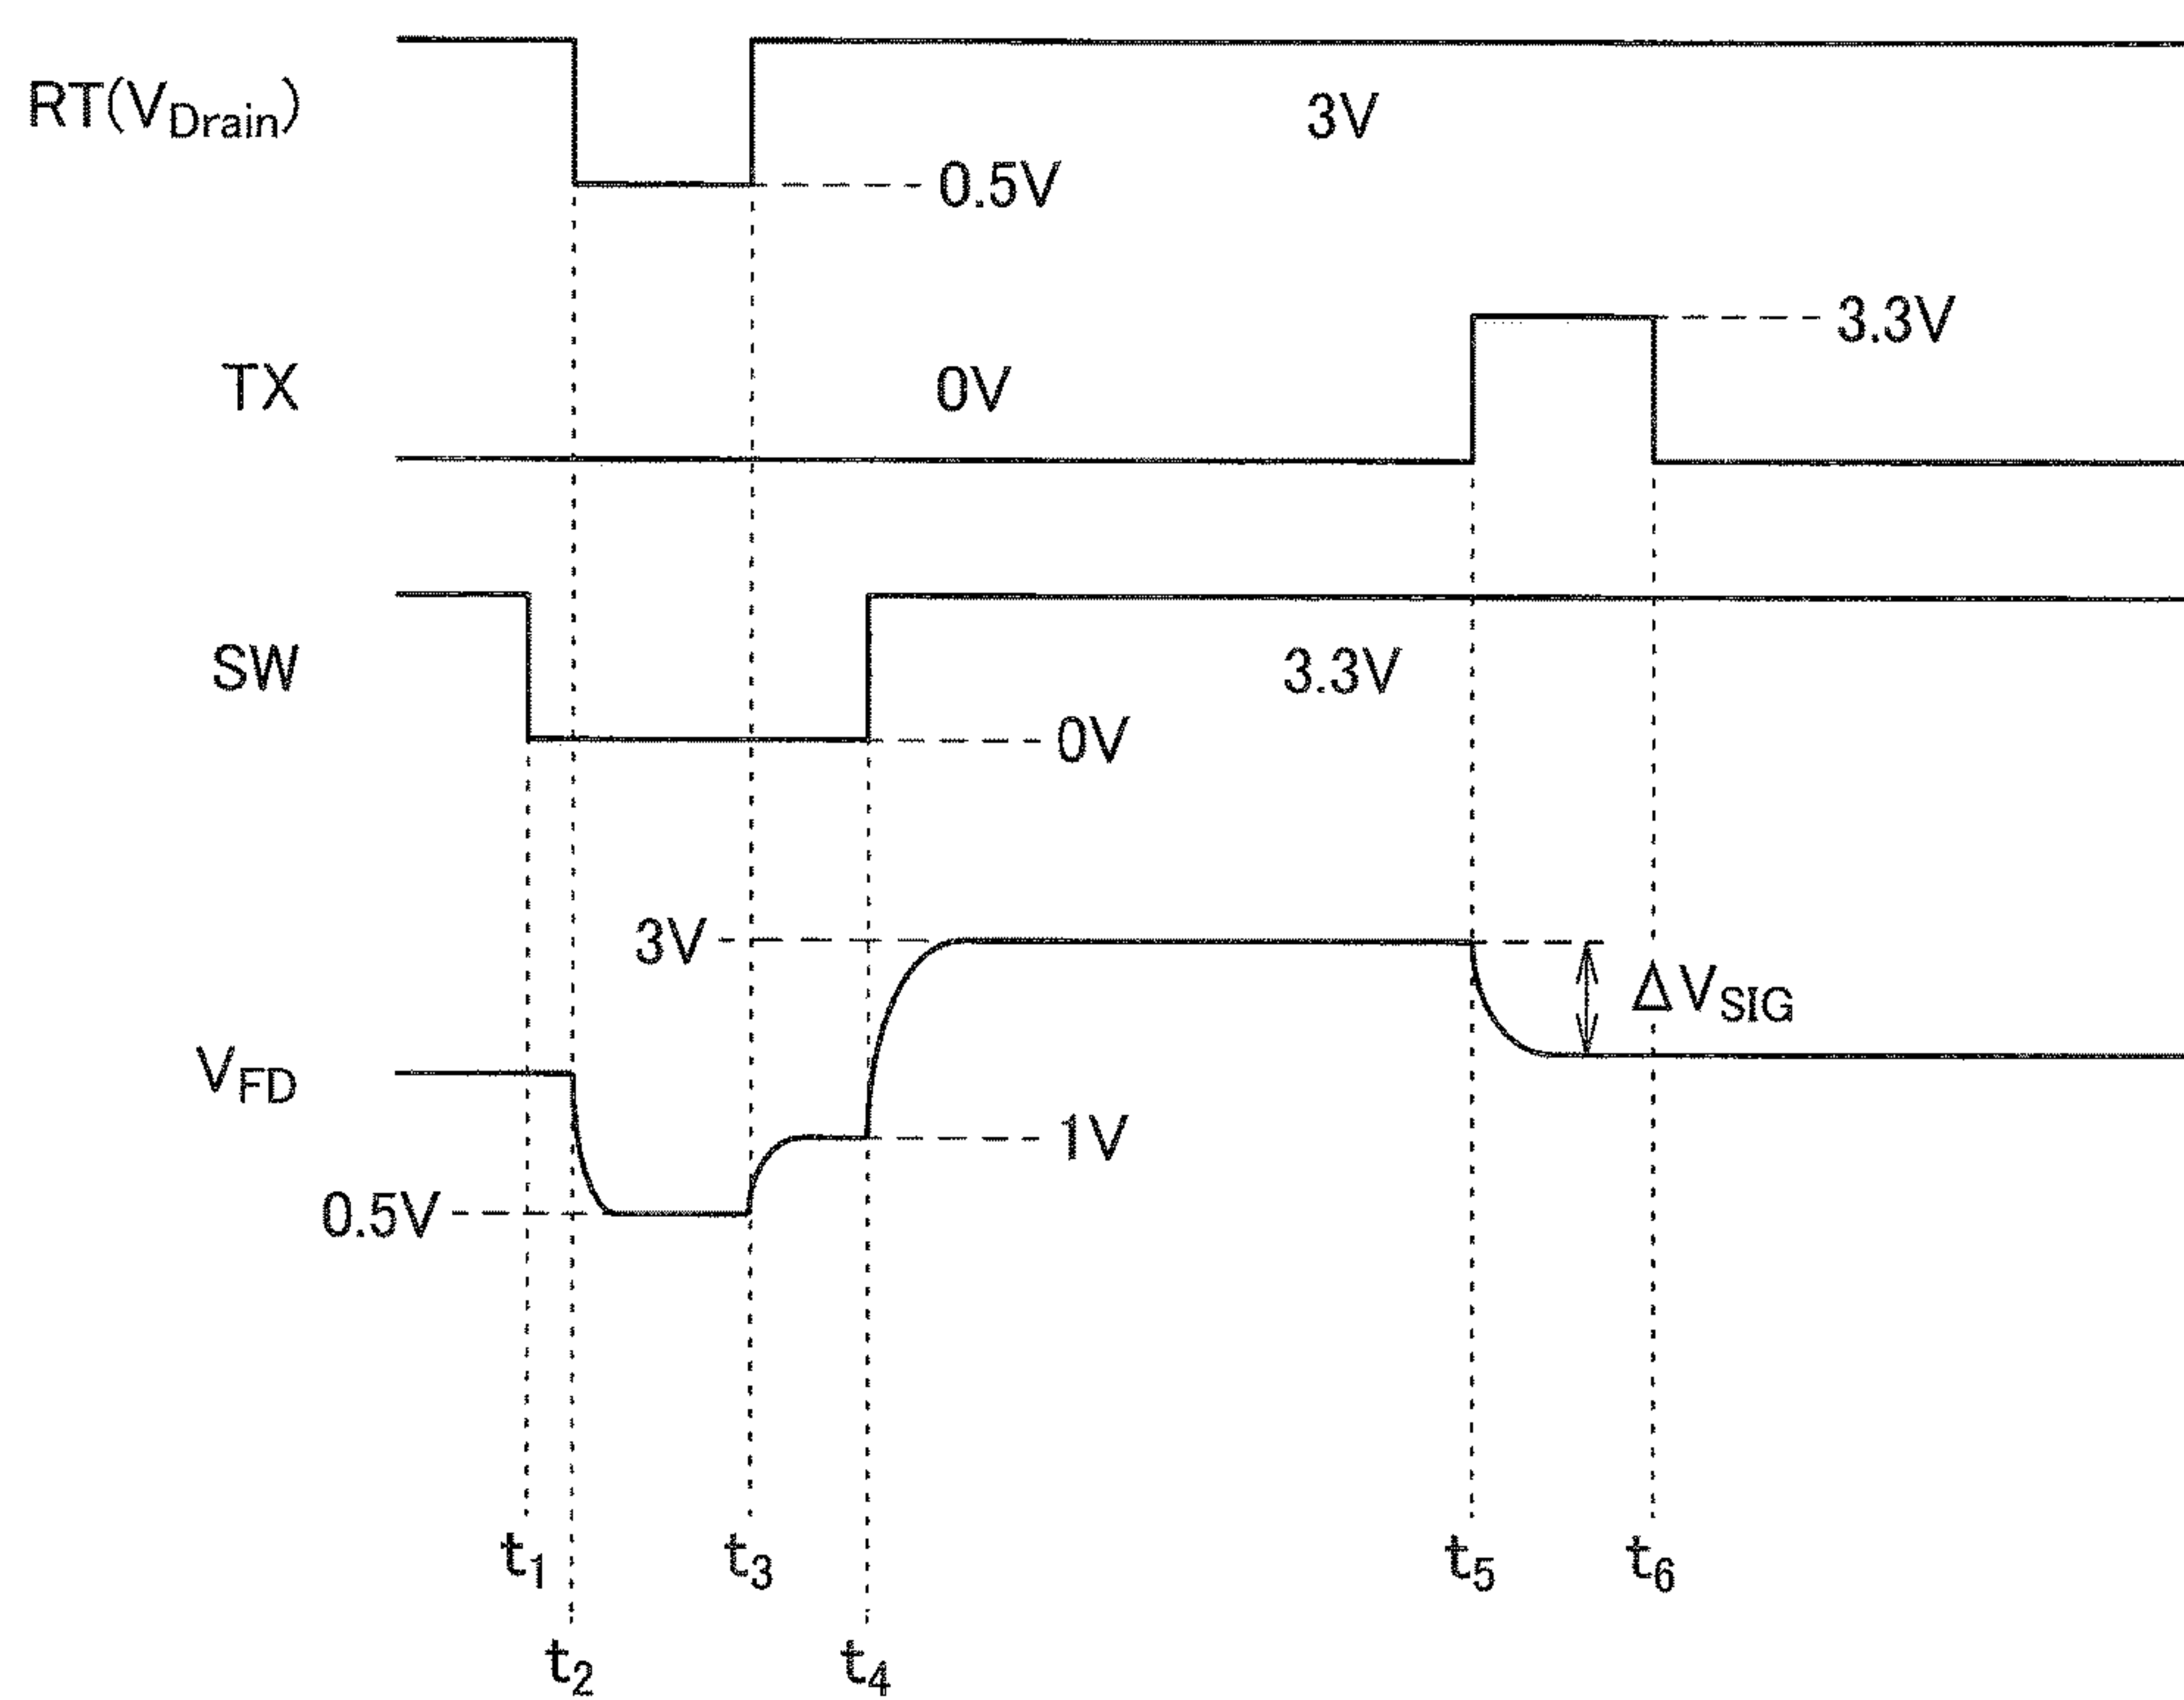 RT(VDrain)
3V
0.5V
TX
0V
3.3V
SW
3.3V
0V
VFD
3V
ΔVSIG
1V
0.5V
t1
t2
t3
t4
t5
t6